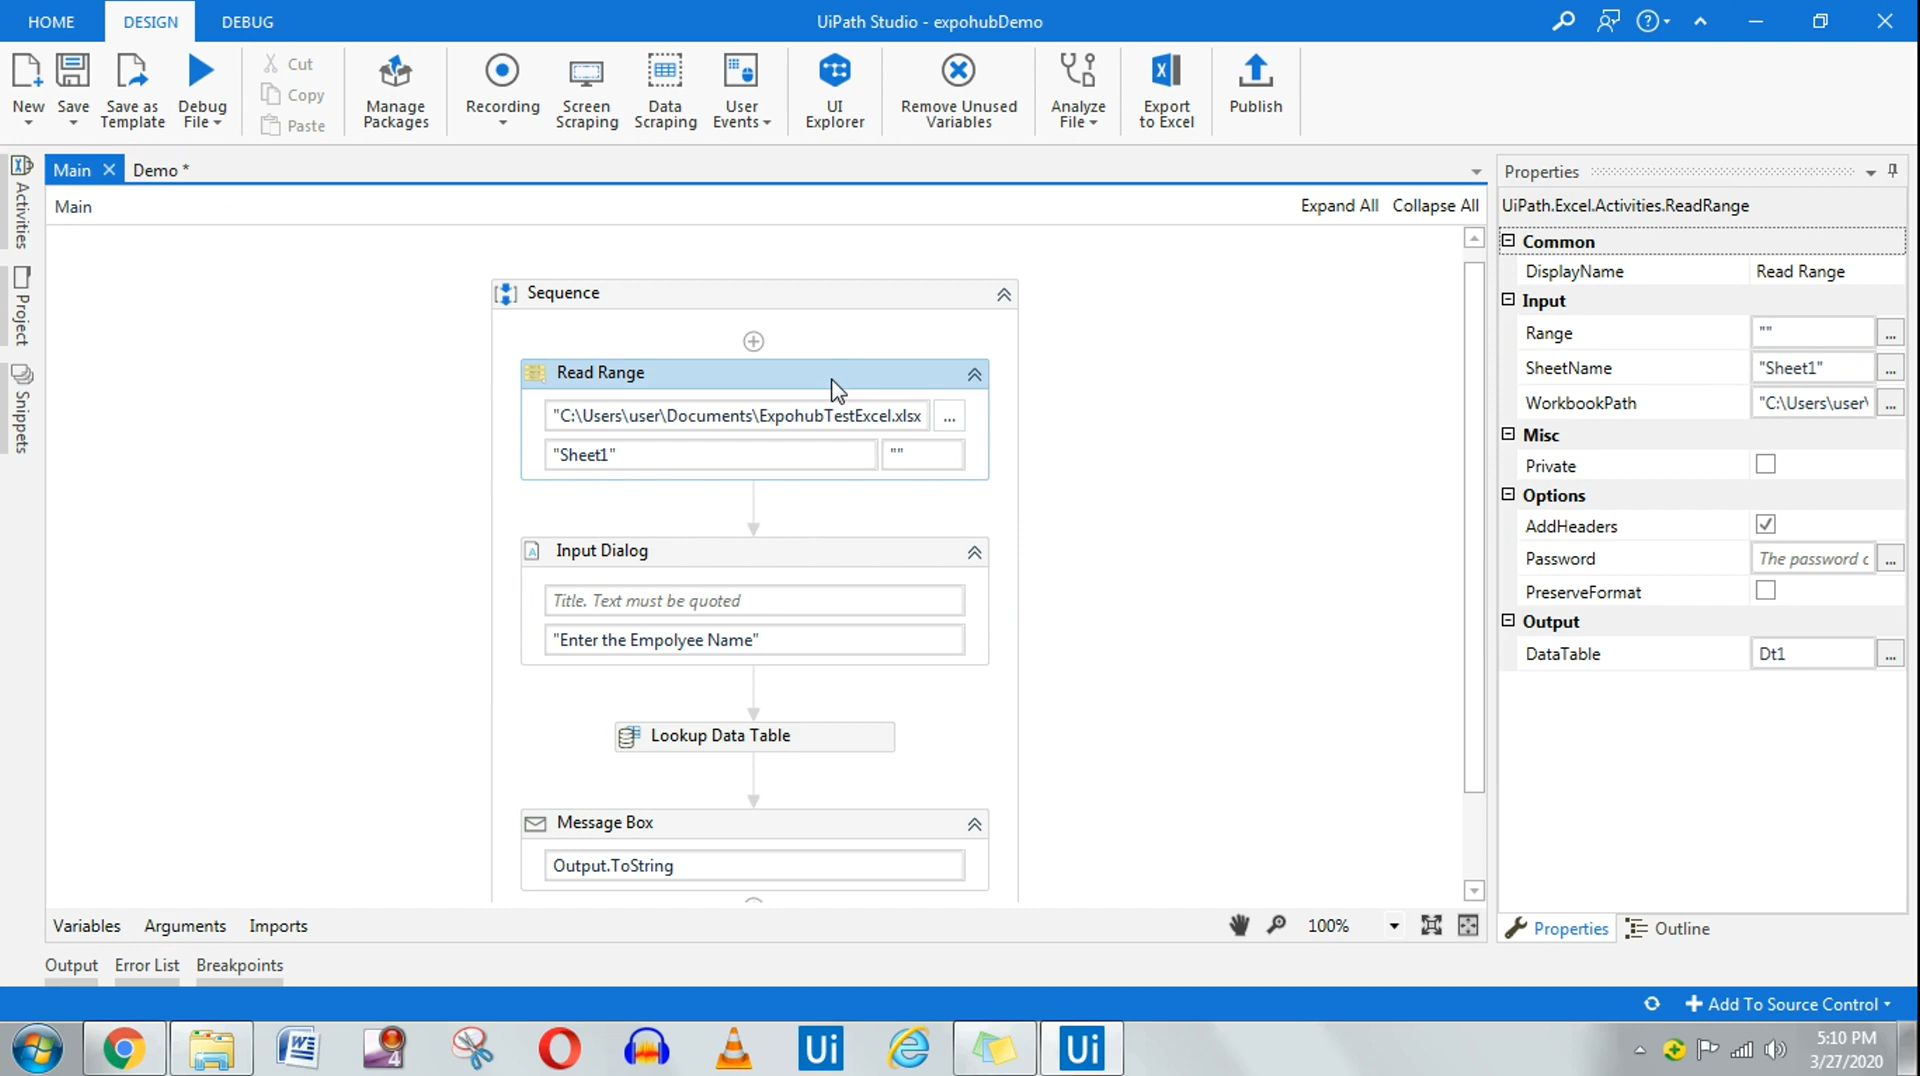 HOME DESIGN DEBUG UiPath Studio - expohubDemo
New Save Save as Template Debug File Cut Copy Paste Manage Packages Recording Screen Scraping Data Scraping User Events UI Explorer Remove Unused Variables Analyze File Export to Excel Publish
Activities
Project
Snippets
Main Demo *
Main Expand All Collapse All
Sequence
Read Range
"C:\Users\user\Documents\ExpohubTestExcel.xlsx ...
"Sheet1" ""
Input Dialog
Title. Text must be quoted
"Enter the Empolyee Name"
Lookup Data Table
Message Box
Output.ToString
Variables Arguments Imports 100%
Output Error List Breakpoints
Properties
UiPath.Excel.Activities.ReadRange
Common
DisplayName Read Range
Input
Range "" ...
SheetName "Sheet1" ...
WorkbookPath "C:\Users\user\ ...
Misc
Private
Options
AddHeaders
Password The password c ...
PreserveFormat
Output
DataTable Dt1 ...
Properties Outline
Add To Source Control
4
Ui Ui
5:10 PM
3/27/2020